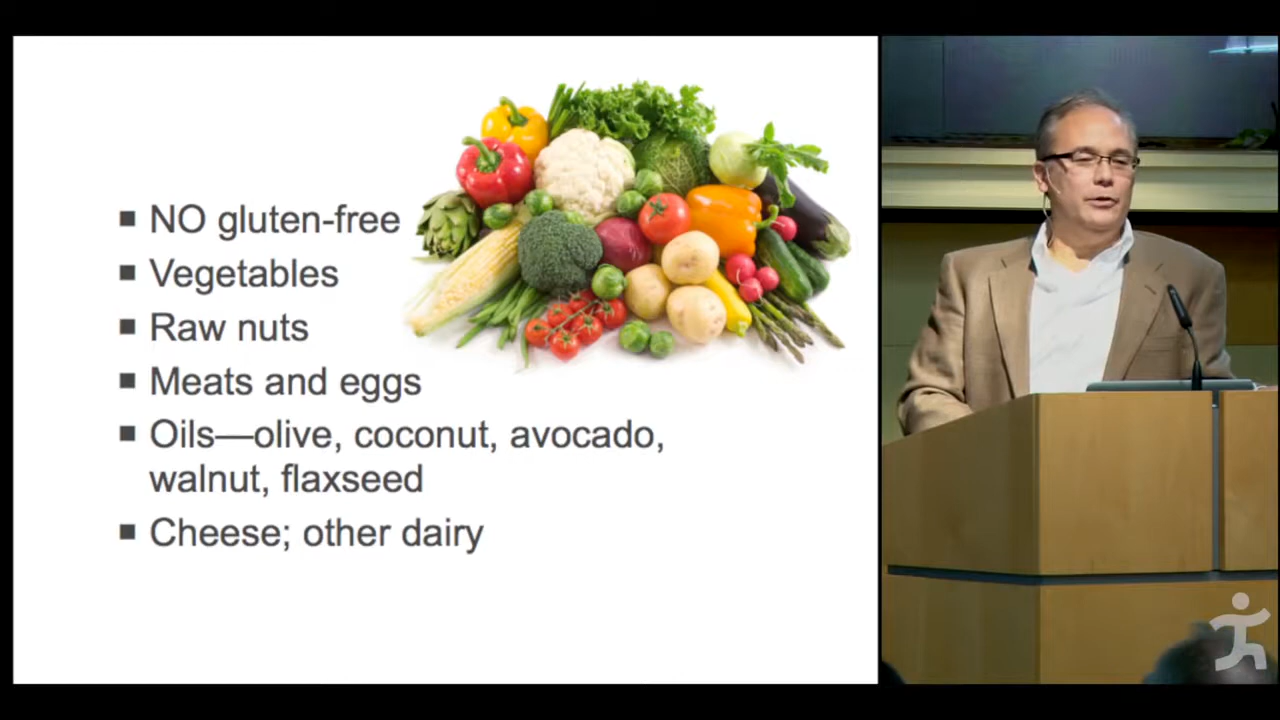 ■ NO gluten-free
■ Vegetables
■ Raw nuts
■ Meats and eggs
■ Oils—olive, coconut, avocado,
walnut, flaxseed
■ Cheese; other dairy